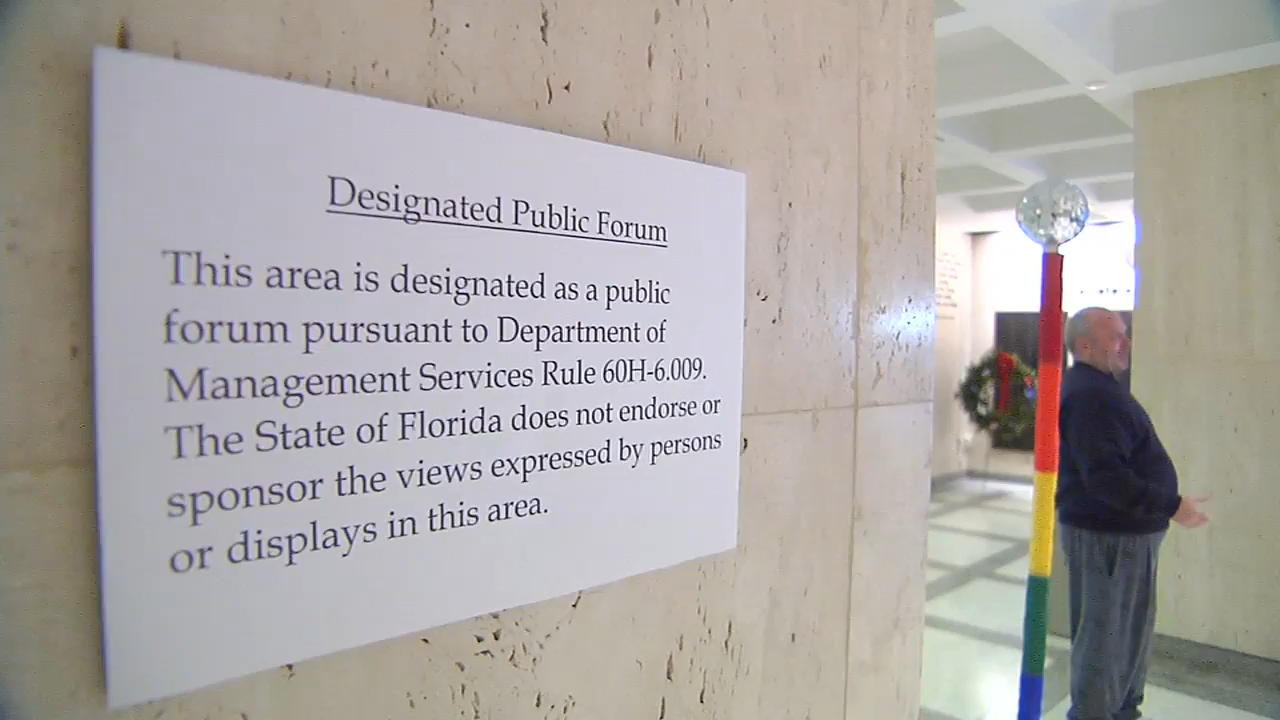 Designated Public Forum
This area is designated as a public
forum pursuant to Department of
Management Services Rule 60H-6.009.
The State of Florida does not endorse or
sponsor the views expressed by persons
or displays in this area.